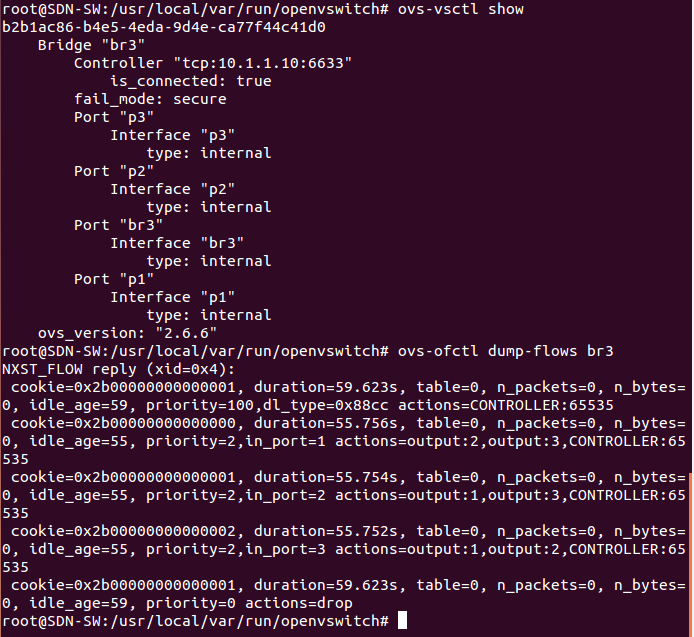 root@SDN-SW:/usr/local/var/run/openvswitch# ovs-vsctl show
b2b1ac86-b4e5-4eda-9d4e-ca77f44c41d0
    Bridge "br3"
        Controller "tcp:10.1.1.10:6633"
            is_connected: true
        fail_mode: secure
        Port "p3"
            Interface "p3"
                type: internal
        Port "p2"
            Interface "p2"
                type: internal
        Port "br3"
            Interface "br3"
                type: internal
        Port "p1"
            Interface "p1"
                type: internal
    ovs_version: "2.6.6"
root@SDN-SW:/usr/local/var/run/openvswitch# ovs-ofctl dump-flows br3
NXST_FLOW reply (xid=0x4):
 cookie=0x2b00000000000001, duration=59.623s, table=0, n_packets=0, n_bytes=
0, idle_age=59, priority=100,dl_type=0x88cc actions=CONTROLLER:65535
 cookie=0x2b00000000000000, duration=55.756s, table=0, n_packets=0, n_bytes=
0, idle_age=55, priority=2,in_port=1 actions=output:2,output:3,CONTROLLER:65
535
 cookie=0x2b00000000000001, duration=55.754s, table=0, n_packets=0, n_bytes=
0, idle_age=55, priority=2,in_port=2 actions=output:1,output:3,CONTROLLER:65
535
 cookie=0x2b00000000000002, duration=55.752s, table=0, n_packets=0, n_bytes=
0, idle_age=55, priority=2,in_port=3 actions=output:1,output:2,CONTROLLER:65
535
 cookie=0x2b00000000000001, duration=59.623s, table=0, n_packets=0, n_bytes=
0, idle_age=59, priority=0 actions=drop
root@SDN-SW:/usr/local/var/run/openvswitch#